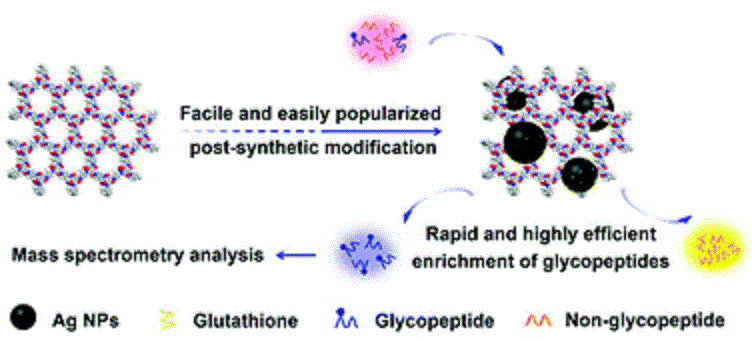 Facile and easily popularized
post-synthetic modification
Rapid and highly efficient
enrichment of glycopeptides
Mass spectrometry analysis
Ag NPs Glutathione Glycopeptide Non-glycopeptide